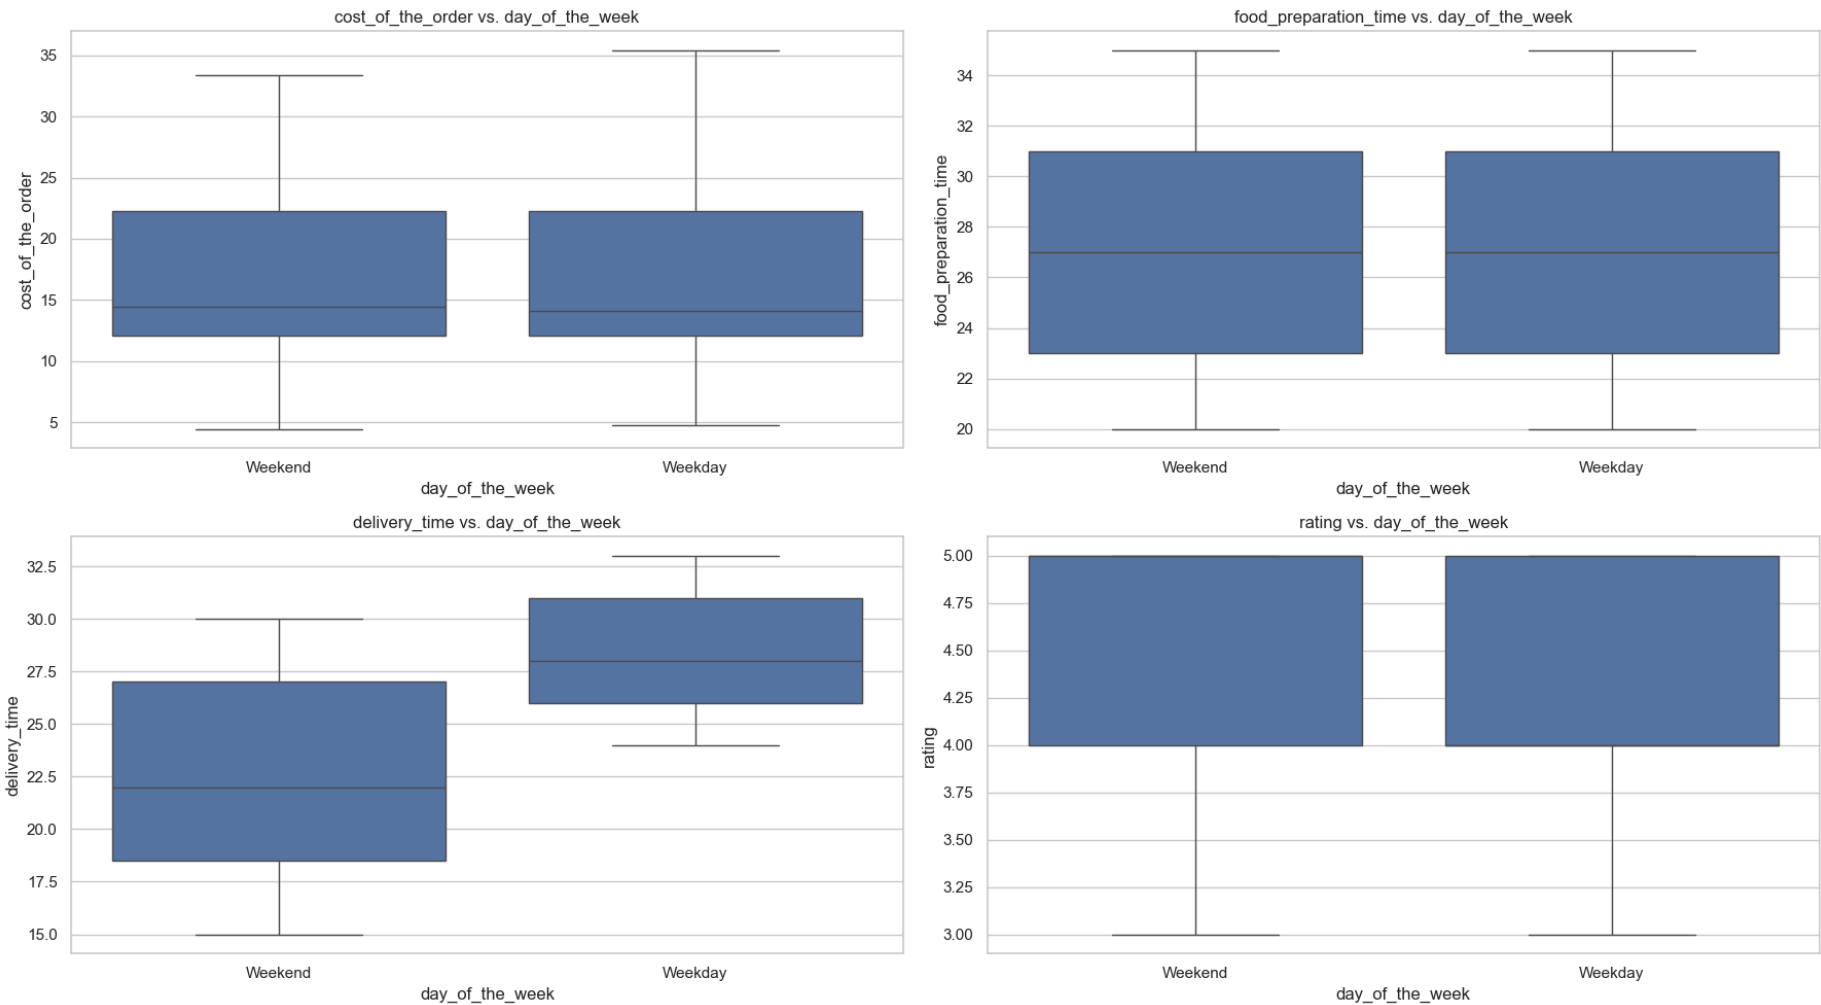 cost_of_the_order vs. day_of_the_week
35
30
25
20
15
10
5
cost_of_the_order
Weekend
Weekday
day_of_the_week
food_preparation_time vs. day_of_the_week
34
32
30
28
26
24
22
20
food_preparation_time
Weekend
Weekday
day_of_the_week
delivery_time vs. day_of_the_week
32.5
30.0
27.5
25.0
22.5
20.0
17.5
15.0
delivery_time
Weekend
Weekday
day_of_the_week
rating vs. day_of_the_week
5.00
4.75
4.50
4.25
4.00
3.75
3.50
3.25
3.00
rating
Weekend
Weekday
day_of_the_week